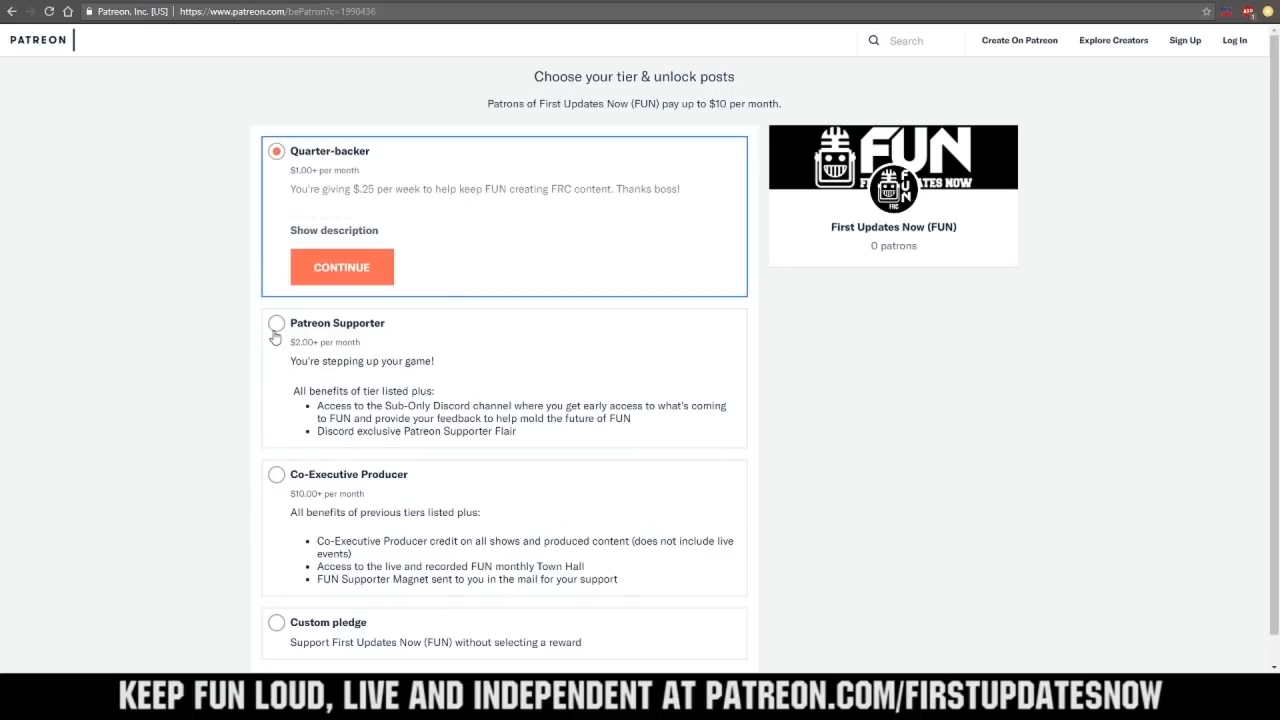 Patreon, Inc. [US] | https://www.patreon.com/bePatron?c=1990436
PATREON
Search
Create On Patreon
Explore Creators
Sign Up
Log In
Choose your tier & unlock posts
Patrons of First Updates Now (FUN) pay up to $10 per month.
Quarter-backer
$1.00+ per month
You're giving $.25 per week to help keep FUN creating FRC content. Thanks boss!
Show description
CONTINUE
Patreon Supporter
$2.00+ per month
You're stepping up your game!
All benefits of tier listed plus:
• Access to the Sub-Only Discord channel where you get early access to what's coming
to FUN and provide your feedback to help mold the future of FUN
• Discord exclusive Patreon Supporter Flair
Co-Executive Producer
$10.00+ per month
All benefits of previous tiers listed plus:
• Co-Executive Producer credit on all shows and produced content (does not include live
events)
• Access to the live and recorded FUN monthly Town Hall
• FUN Supporter Magnet sent to you in the mail for your support
Custom pledge
Support First Updates Now (FUN) without selecting a reward
FUN
FUN
FRC
First Updates Now (FUN)
0 patrons
KEEP FUN LOUD, LIVE AND INDEPENDENT AT PATREON.COM/FIRSTUPDATESNOW